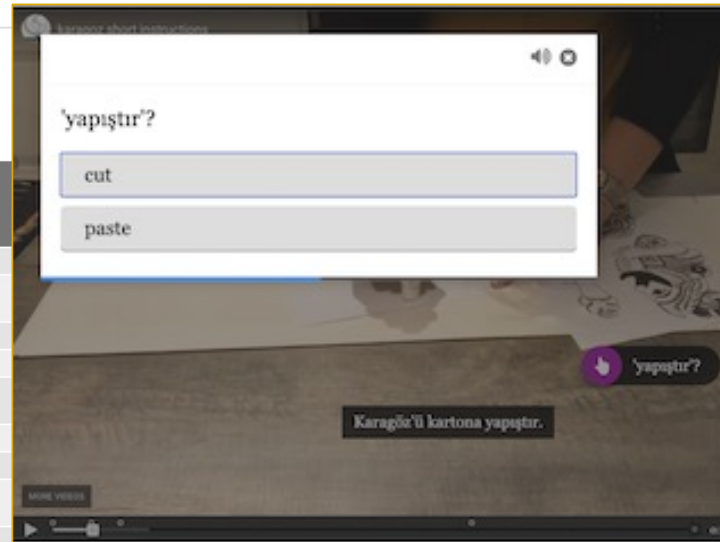 karagoz short instructions
'yapıştır'?
cut
paste
'yapıştır'?
Karagöz'ü kartona yapıştır.
MORE VIDEOS